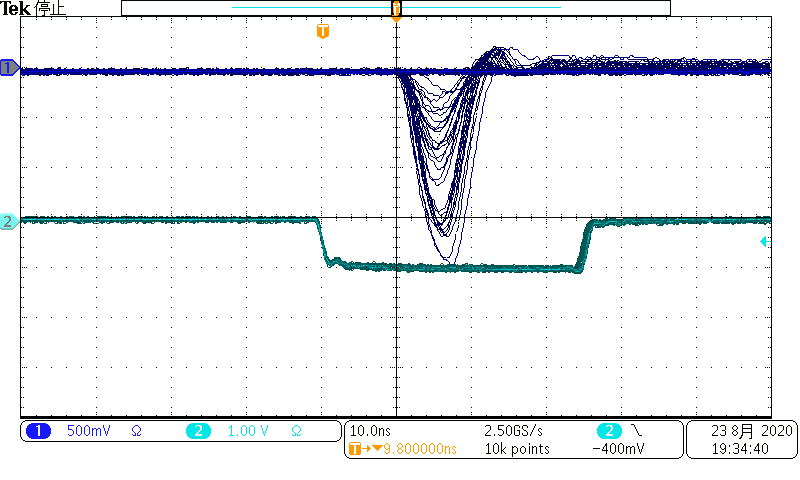 Tek 停止
T
1
2
1 500mV Ω 2 1.00 V Ω
10.0ns 2.50GS/s 2
T→▼9.800000ns 10k points −400mV
23 8月 2020
19:34:40